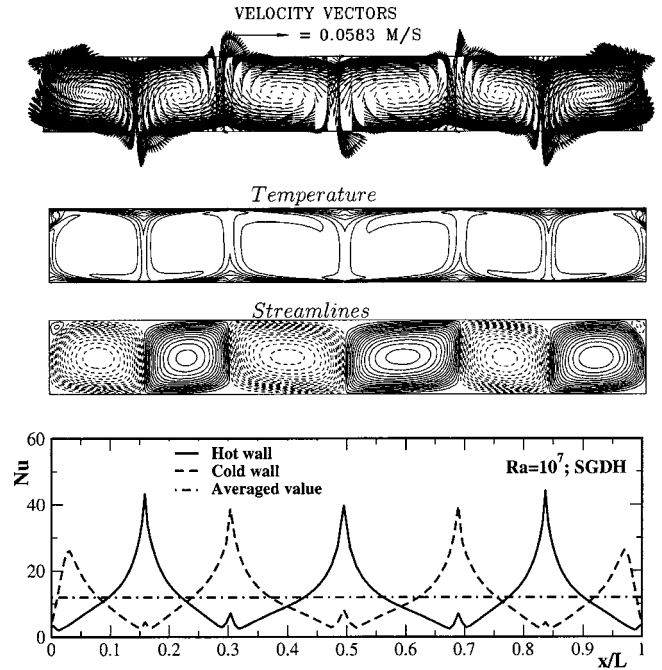 VELOCITY VECTORS
= 0.0583 M/S
Temperature
Streamlines
60
Hot wall
Cold wall
Averaged value
Ra=10⁷; SGDH
Nu
40
20
0
0 0.1 0.2 0.3 0.4 0.5 0.6 0.7 0.8 0.9 1
x/L